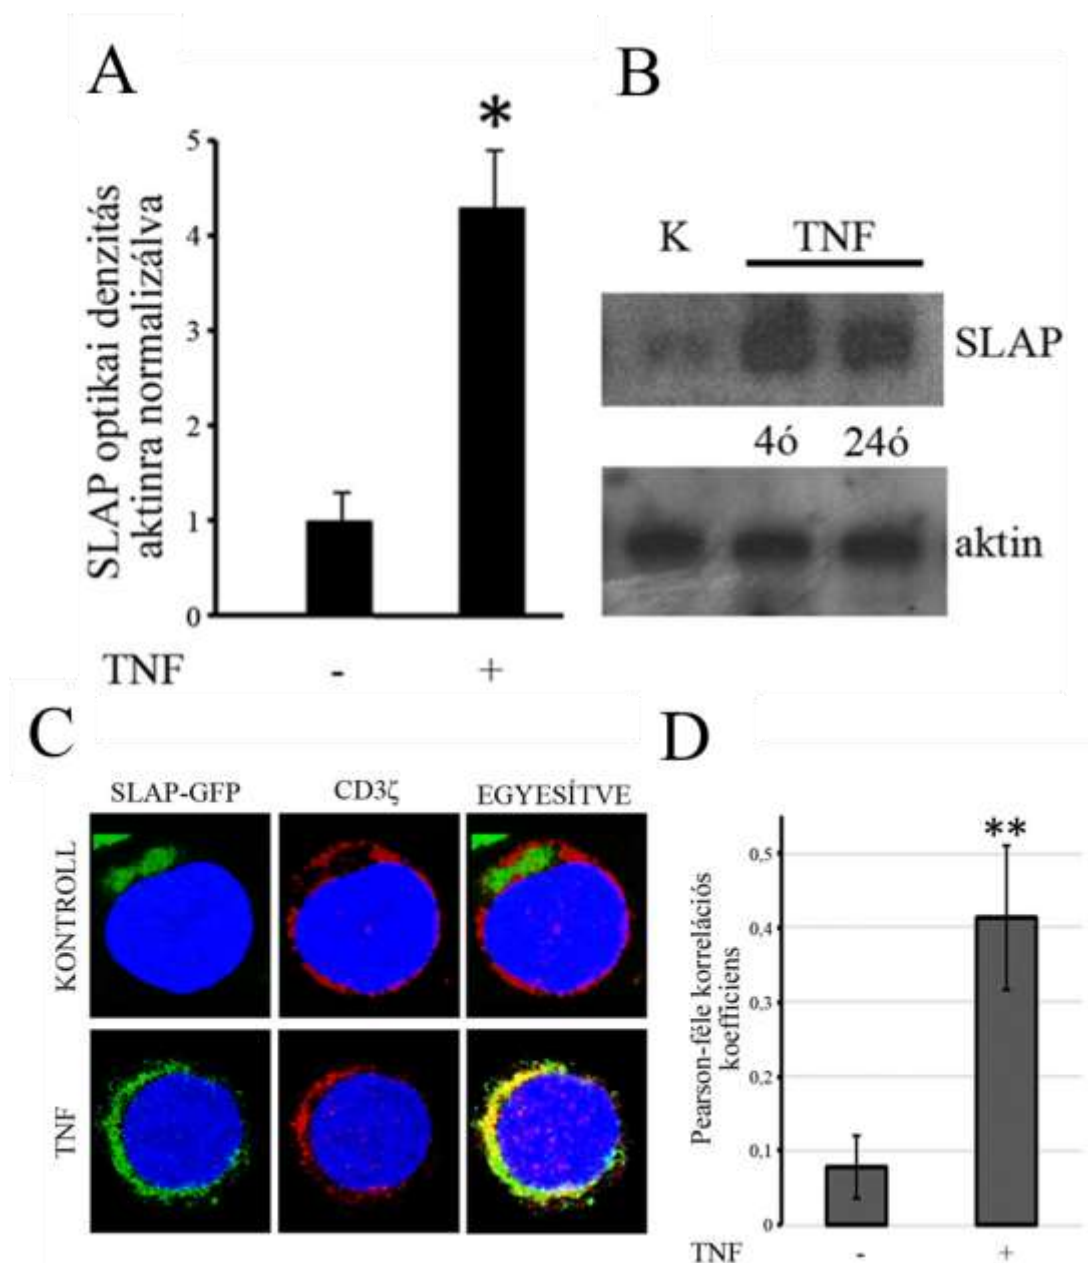 A
SLAP optikai denzitás
aktinra normalizálva
5
4
3
2
1
0
*
TNF - +
B
K TNF
SLAP
4ó 24ó
aktin
C
SLAP-GFP CD3ζ EGYESÍTVE
KONTROLL
TNF
D
Pearson-féle korrelációs
koefficiens
0,5
0,4
0,3
0,2
0,1
0
**
TNF - +